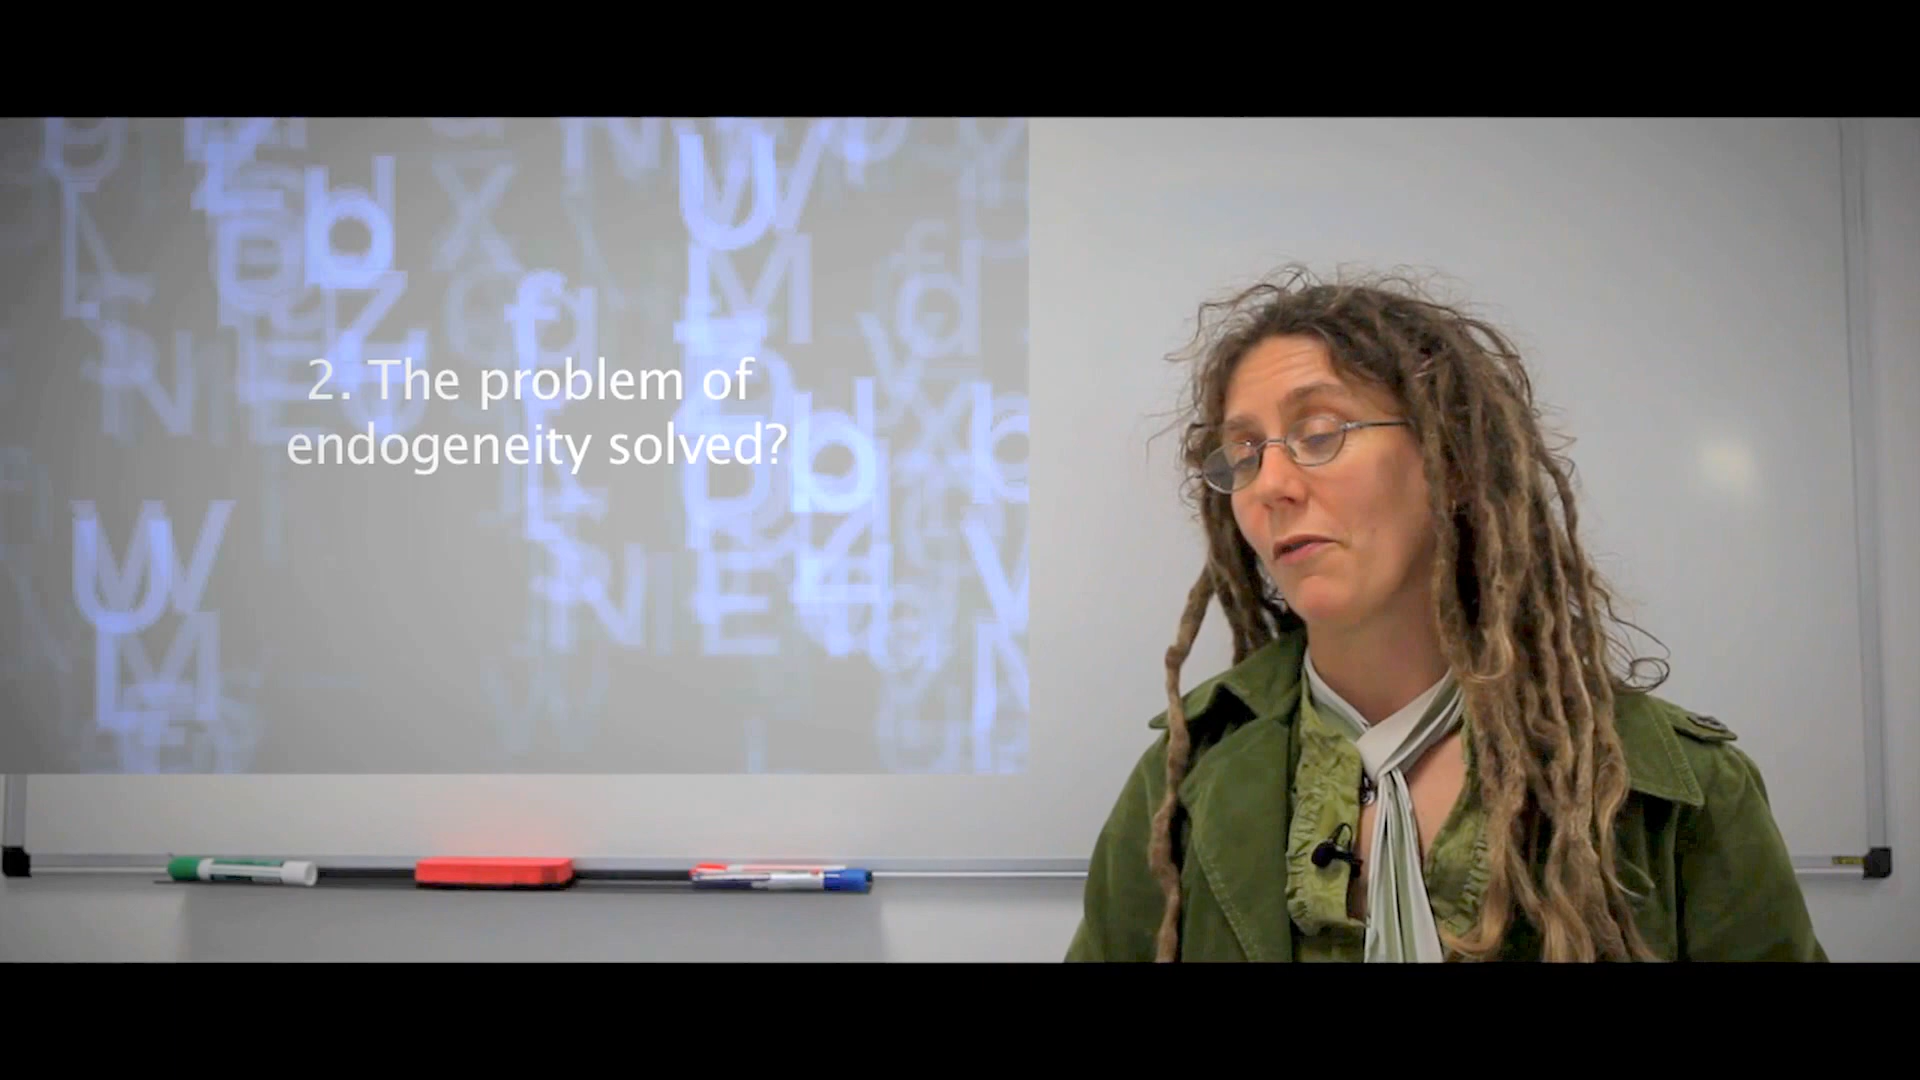 2. The problem of
endogeneity solved?